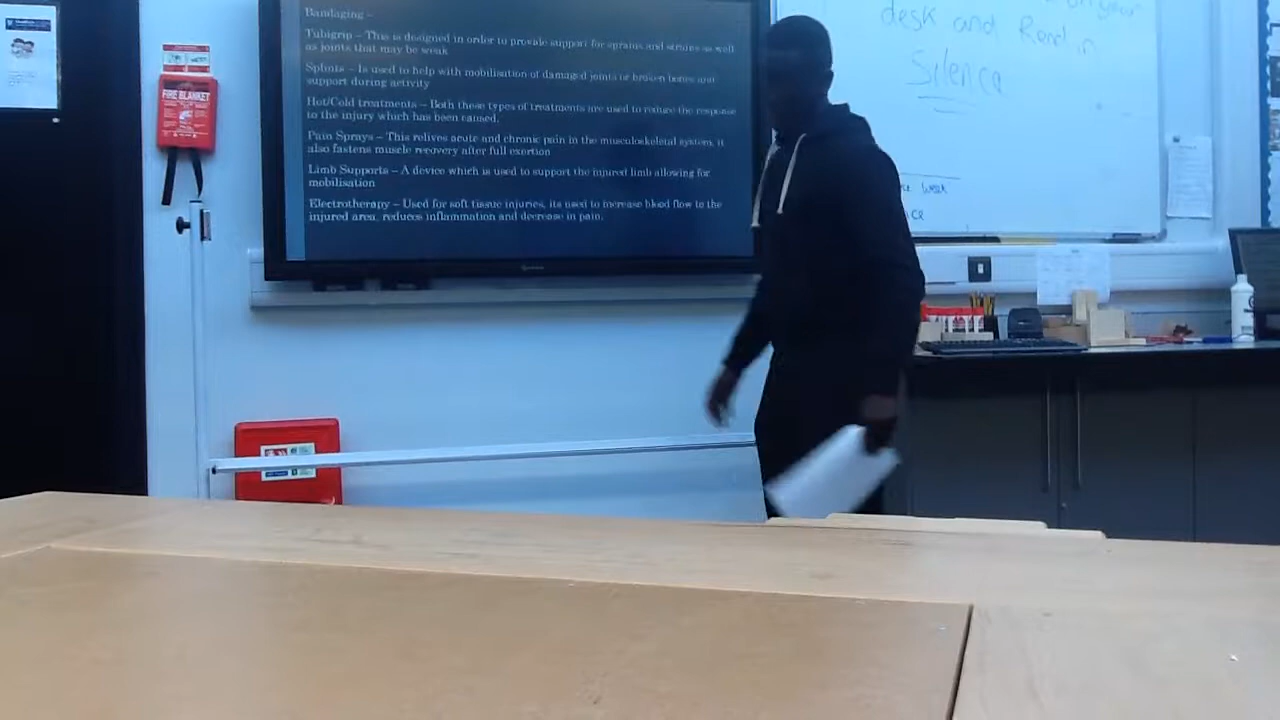 Bandaging –
Tubigrip – This is designed in order to provide support for sprains and strains as well
as joints that may be weak
Splints – Is used to help with mobilisation of damaged joints or broken bones and
support during activity
Hot/Cold treatments – Both these types of treatments are used to reduce the response
to the injury which has been caused.
Pain Sprays – This relives acute and chronic pain in the musculoskeletal system, it
also fastens muscle recovery after full exertion
Limb Supports – A device which is used to support the injured limb allowing for
mobilisation
Electrotherapy – Used for soft tissue injuries, its used to increase blood flow to the
injured area, reduces inflammation and decrease in pain.
on your
desk and Read in
Silence
week
FIRE BLANKET